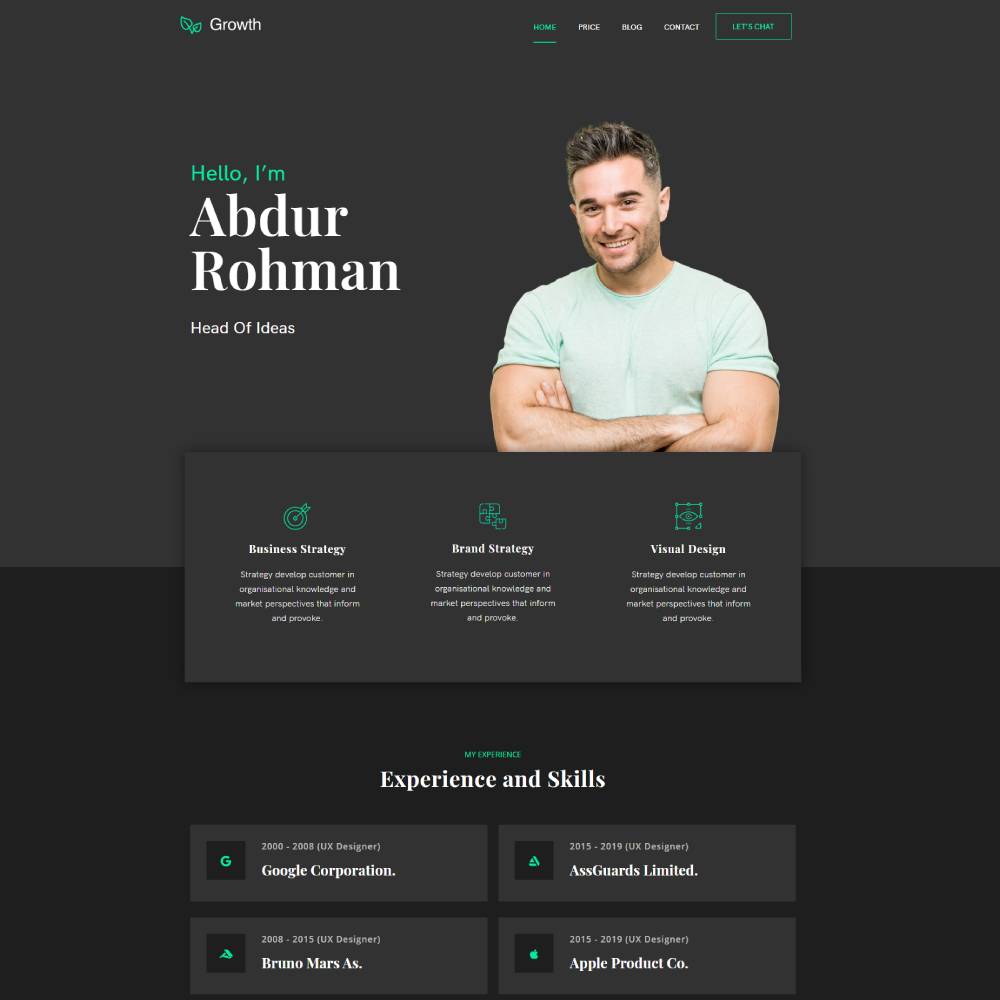 Growth
HOME PRICE BLOG CONTACT LET'S CHAT
Hello, I'm
Abdur
Rohman
Head Of Ideas
Business Strategy
Strategy develop customer in
organisational knowledge and
market perspectives that inform
and provoke.
Brand Strategy
Strategy develop customer in
organisational knowledge and
market perspectives that inform
and provoke.
Visual Design
Strategy develop customer in
organisational knowledge and
market perspectives that inform
and provoke.
MY EXPERIENCE
Experience and Skills
2000 - 2008 (UX Designer)
Google Corporation.
2015 - 2019 (UX Designer)
AssGuards Limited.
2008 - 2015 (UX Designer)
Bruno Mars As.
2015 - 2019 (UX Designer)
Apple Product Co.